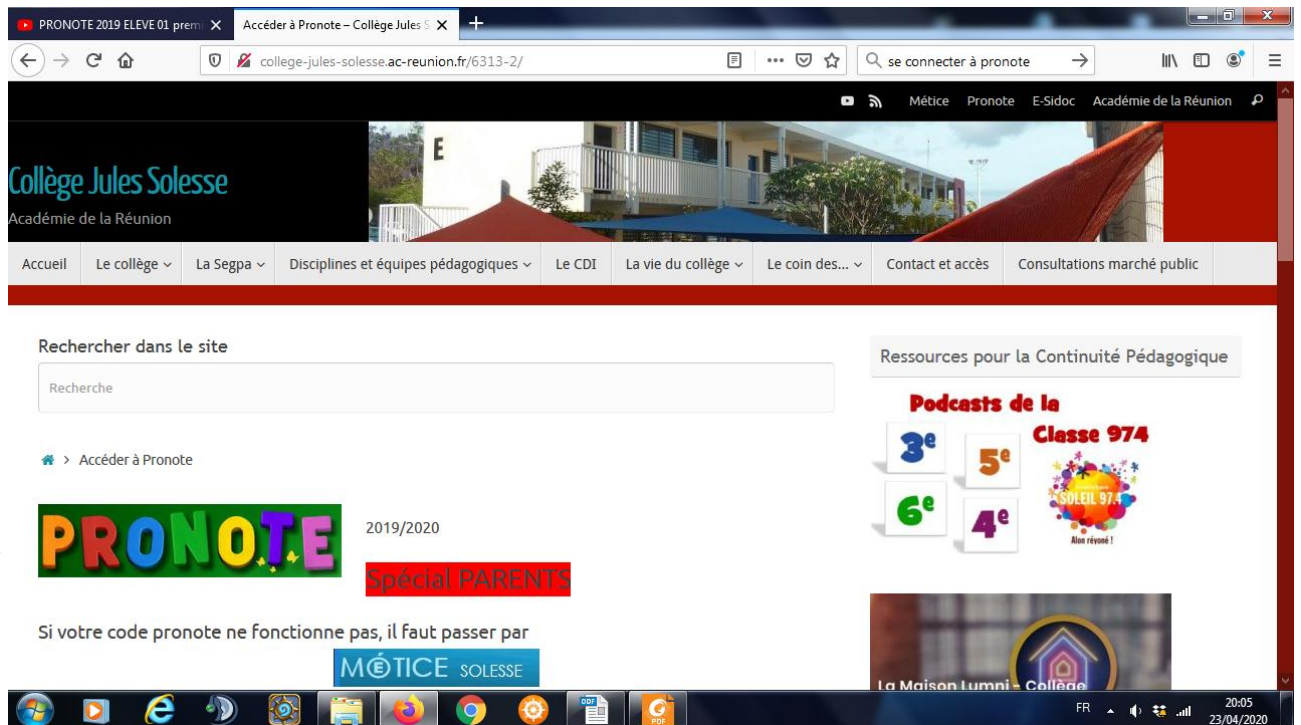 PRONOTE 2019 ELEVE 01 prem
Accéder à Pronote – Collège Jules S
college-jules-solesse.ac-reunion.fr/6313-2/
se connecter à pronote
Métice Pronote E-Sidoc Académie de la Réunion
E
Collège Jules Solesse
Académie de la Réunion
Accueil Le collège La Segpa Disciplines et équipes pédagogiques Le CDI La vie du collège Le coin des... Contact et accès Consultations marché public
Rechercher dans le site
Recherche
> Accéder à Pronote
PRONOTE
2019/2020
Spécial PARENTS
Si votre code pronote ne fonctionne pas, il faut passer par
MÉTICE SOLESSE
Ressources pour la Continuité Pédagogique
Podcasts de la
Classe 974
3e 5e
6e 4e
SOLEIL 97.4
Alon rèvoné !
La Maison Lumni – Collège
ODF
PDF
FR
20:05
23/04/2020